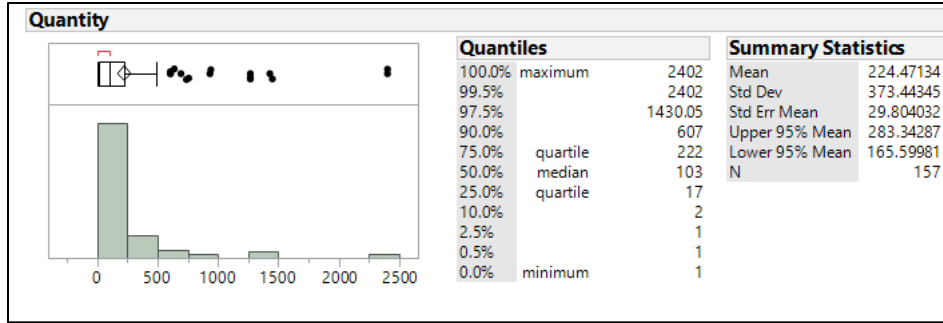 Quantity
Quantiles
100.0% maximum 2402
99.5% 2402
97.5% 1430.05
90.0% 607
75.0% quartile 222
50.0% median 103
25.0% quartile 17
10.0% 2
2.5% 1
0.5% 1
0.0% minimum 1
Summary Statistics
Mean 224.47134
Std Dev 373.44345
Std Err Mean 29.804032
Upper 95% Mean 283.34287
Lower 95% Mean 165.59981
N 157
0 500 1000 1500 2000 2500